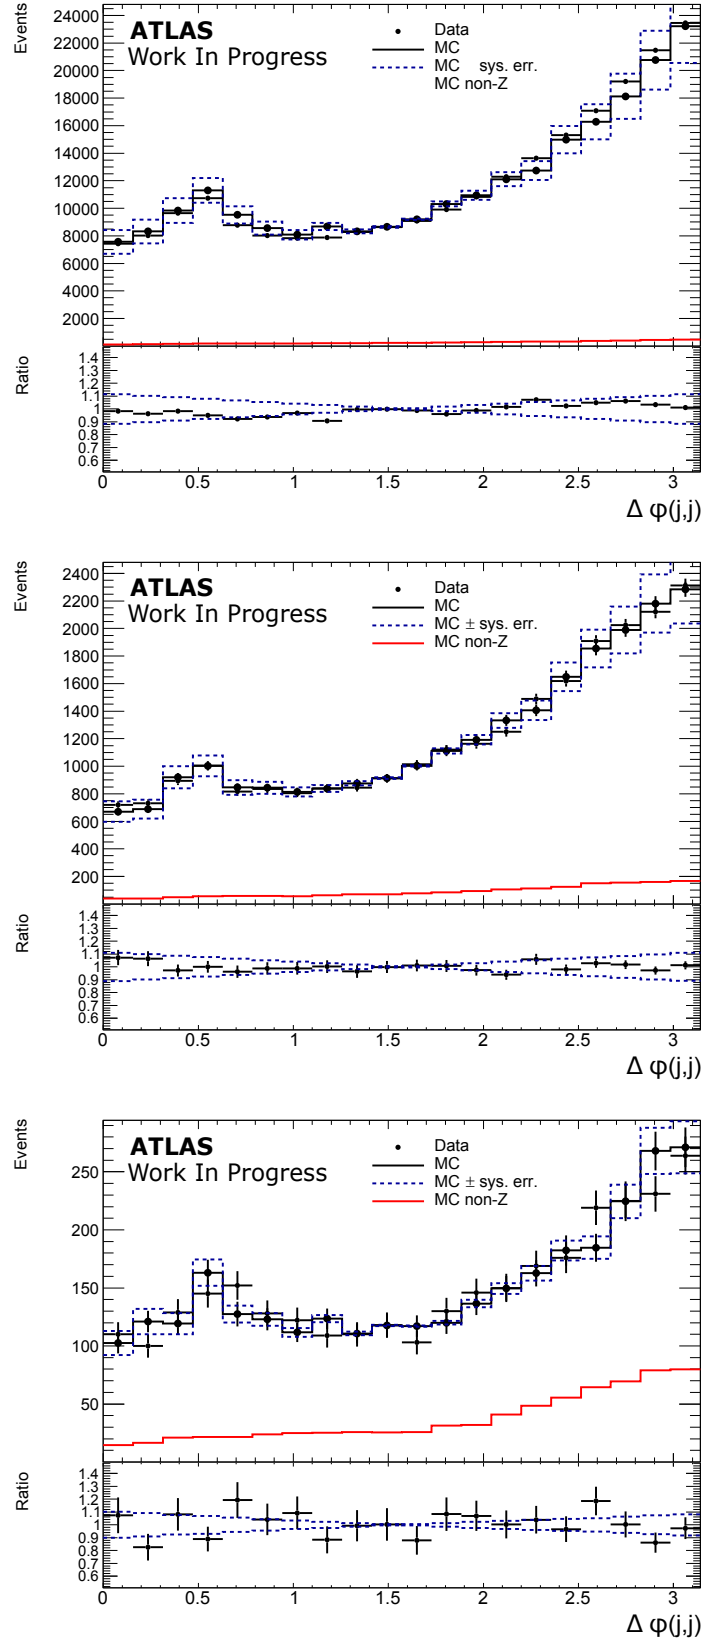 Events
24000
22000
20000
18000
16000
14000
12000
10000
8000
6000
4000
2000
ATLAS
Work In Progress
Data
MC
MC sys. err.
MC non-Z
Ratio
1.4
1.3
1.2
1.1
1
0.9
0.8
0.7
0.6
0 0.5 1 1.5 2 2.5 3
Δ φ(j,j)
Events
2400
2200
2000
1800
1600
1400
1200
1000
800
600
400
200
ATLAS
Work In Progress
Data
MC
MC ± sys. err.
MC non-Z
Ratio
1.4
1.3
1.2
1.1
1
0.9
0.8
0.7
0.6
0 0.5 1 1.5 2 2.5 3
Δ φ(j,j)
Events
250
200
150
100
50
ATLAS
Work In Progress
Data
MC
MC ± sys. err.
MC non-Z
Ratio
1.4
1.3
1.2
1.1
1
0.9
0.8
0.7
0.6
0 0.5 1 1.5 2 2.5 3
Δ φ(j,j)